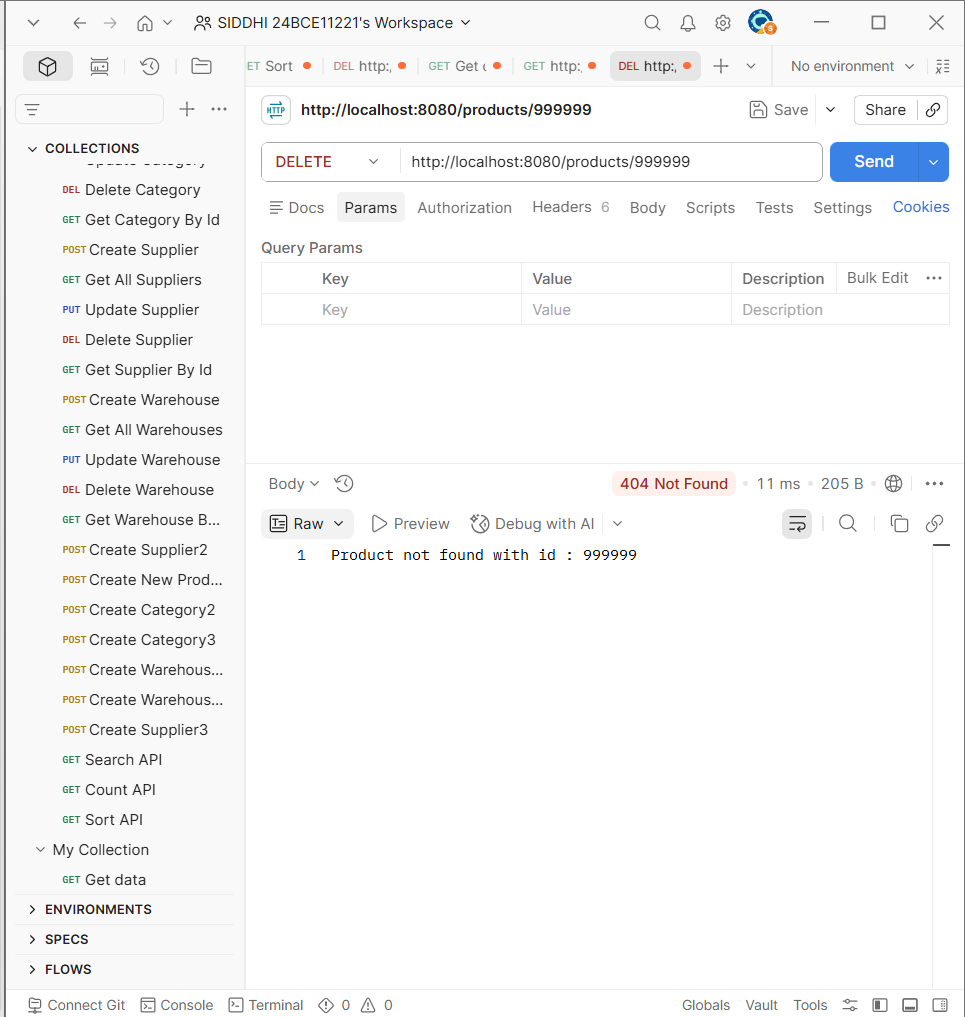 SIDDHI 24BCE11221's Workspace
ET Sort DEL http:, GET Get c GET http:, DEL http:, No environment
HTTP http://localhost:8080/products/999999 Save Share
DELETE http://localhost:8080/products/999999 Send
Docs Params Authorization Headers 6 Body Scripts Tests Settings Cookies
Query Params
Key Value Description Bulk Edit
Key Value Description
Body 404 Not Found 11 ms 205 B
Raw Preview Debug with AI
1 Product not found with id : 999999
COLLECTIONS
Update Category
DEL Delete Category
GET Get Category By Id
POST Create Supplier
GET Get All Suppliers
PUT Update Supplier
DEL Delete Supplier
GET Get Supplier By Id
POST Create Warehouse
GET Get All Warehouses
PUT Update Warehouse
DEL Delete Warehouse
GET Get Warehouse B...
POST Create Supplier2
POST Create New Prod...
POST Create Category2
POST Create Category3
POST Create Warehous...
POST Create Warehous...
POST Create Supplier3
GET Search API
GET Count API
GET Sort API
My Collection
GET Get data
ENVIRONMENTS
SPECS
FLOWS
Connect Git Console Terminal 0 0 Globals Vault Tools